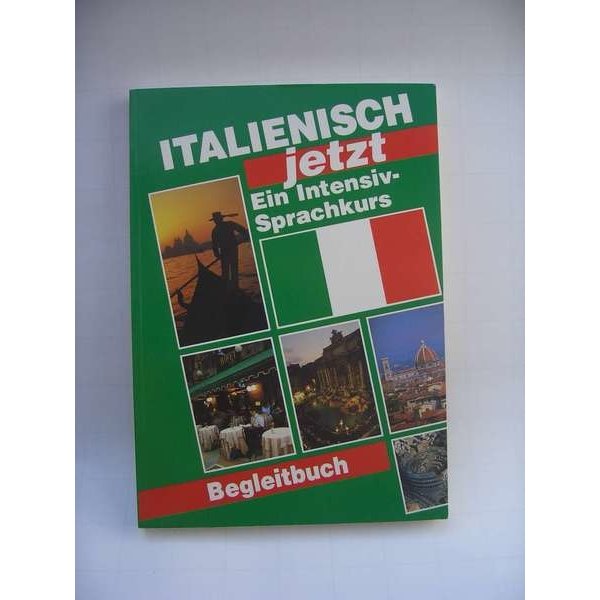 ITALIENISCH
jetzt
Ein Intensiv-
Sprachkurs
Begleitbuch